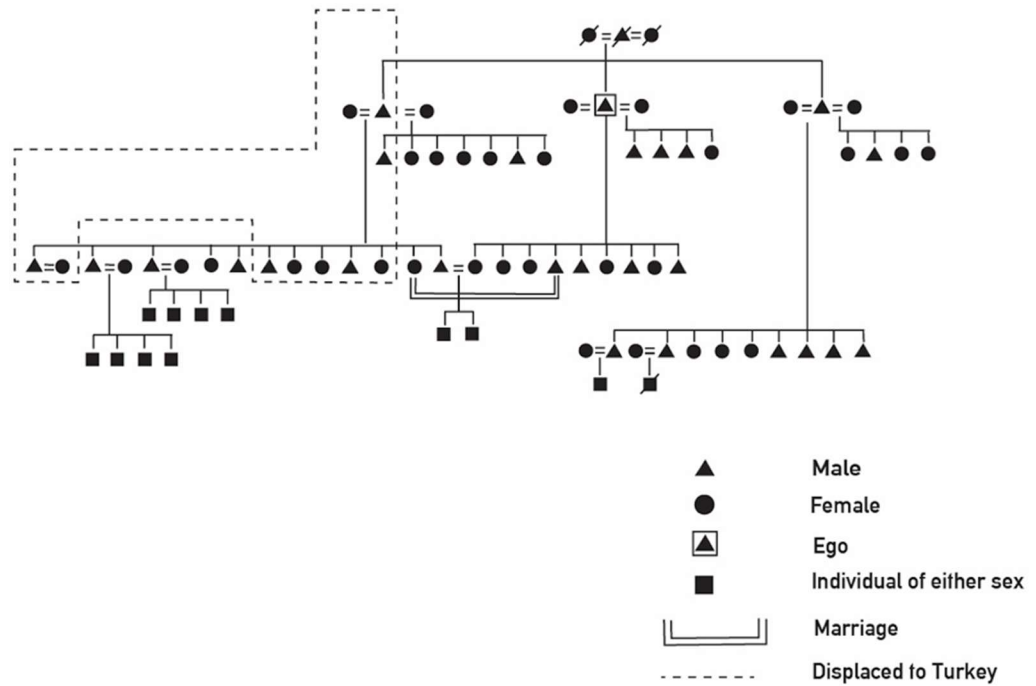 Male
Female
Ego
Individual of either sex
Marriage
Displaced to Turkey